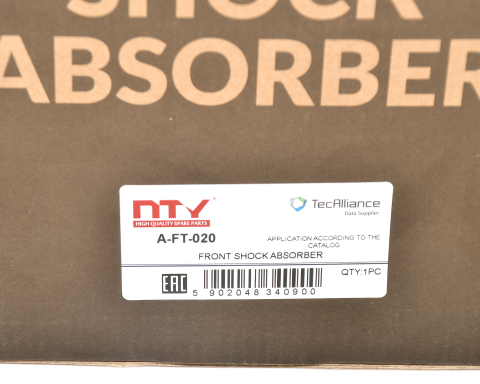 SHOCK
ABSORBER
NTY
HIGH QUALITY SPARE PARTS
TecAlliance
Data Supplier
A-FT-020
APPLICATION ACCORDING TO THE
CATALOG
FRONT SHOCK ABSORBER
EAC
QTY:1PC
5 902048 340900